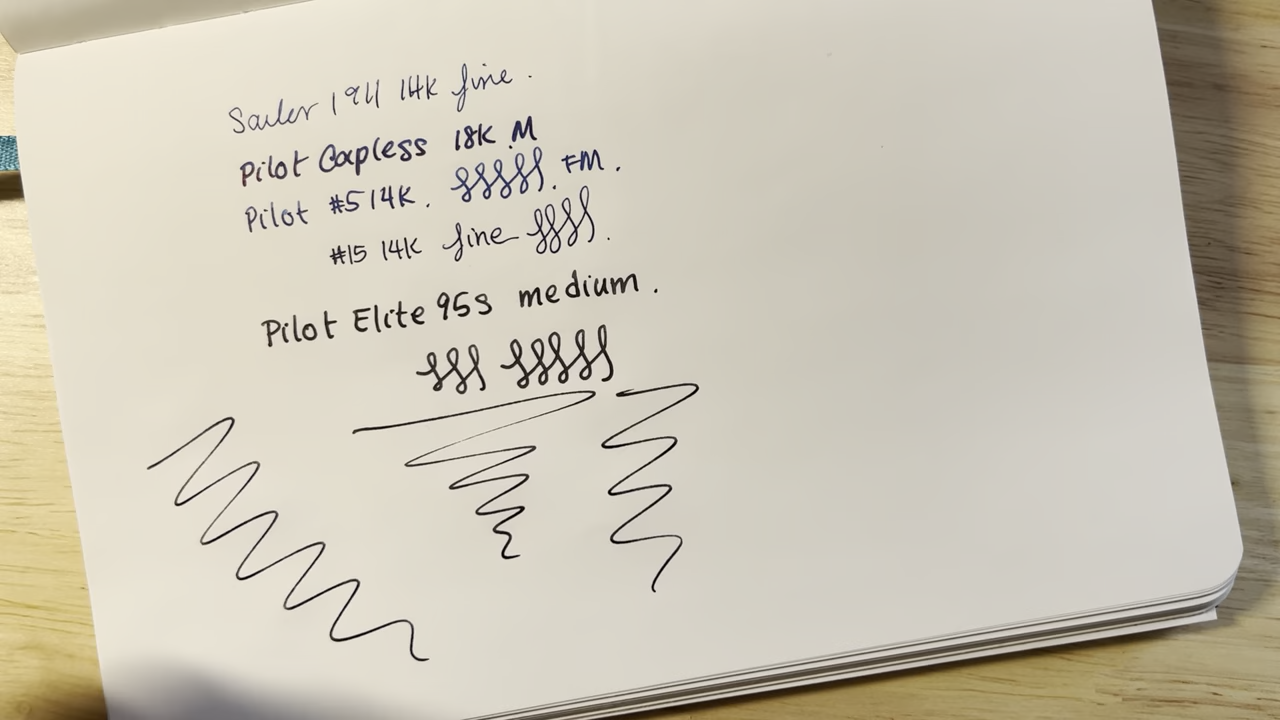 Sailor 1911 14K fine.
Pilot Capless 18K M
Pilot #5 14K. FM.
#15 14K fine
Pilot Elite 95s medium.